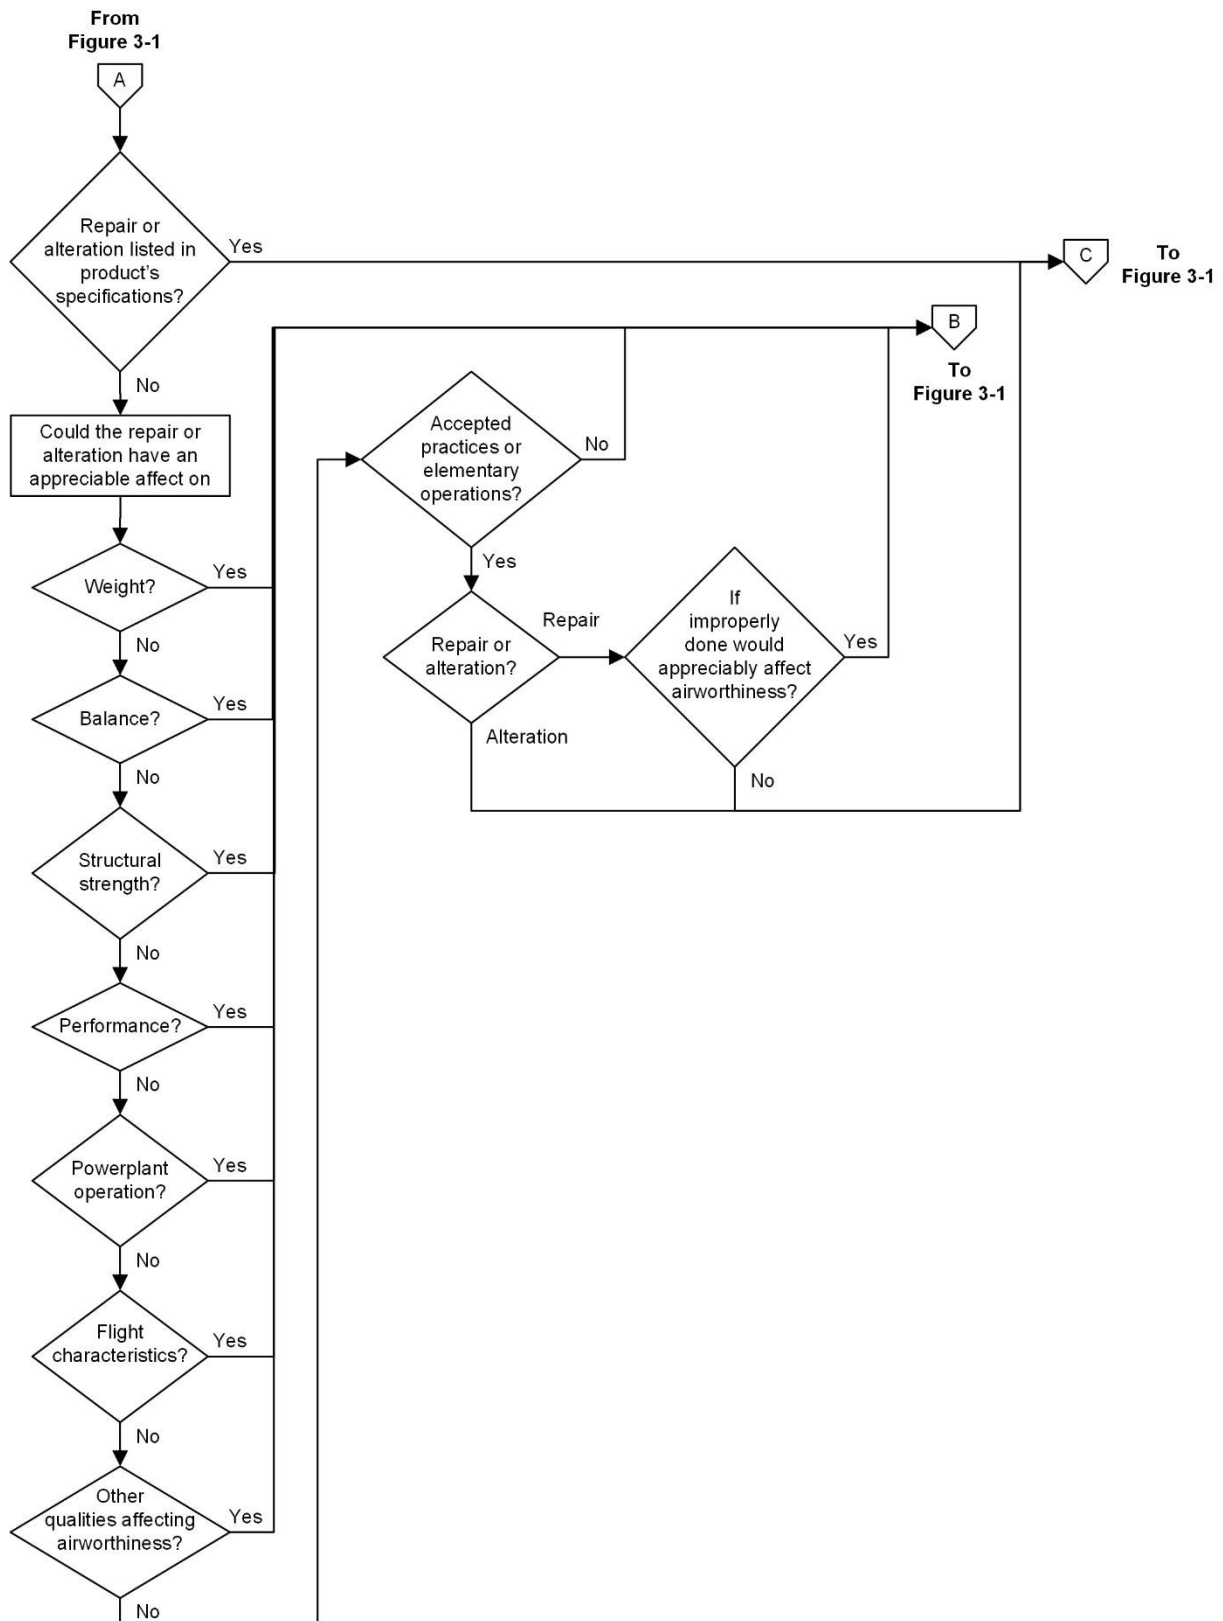 From
Figure 3-1
A
Repair or
alteration listed in
product's
specifications?
Yes
C
To
Figure 3-1
No
B
To
Figure 3-1
Could the repair or
alteration have an
appreciable affect on
Accepted
practices or
elementary
operations?
No
Yes
Weight?
Yes
No
Repair or
alteration?
Repair
Alteration
If
improperly
done would
appreciably affect
airworthiness?
Yes
No
Balance?
Yes
No
Structural
strength?
Yes
No
Performance?
Yes
No
Powerplant
operation?
Yes
No
Flight
characteristics?
Yes
No
Other
qualities affecting
airworthiness?
Yes
No